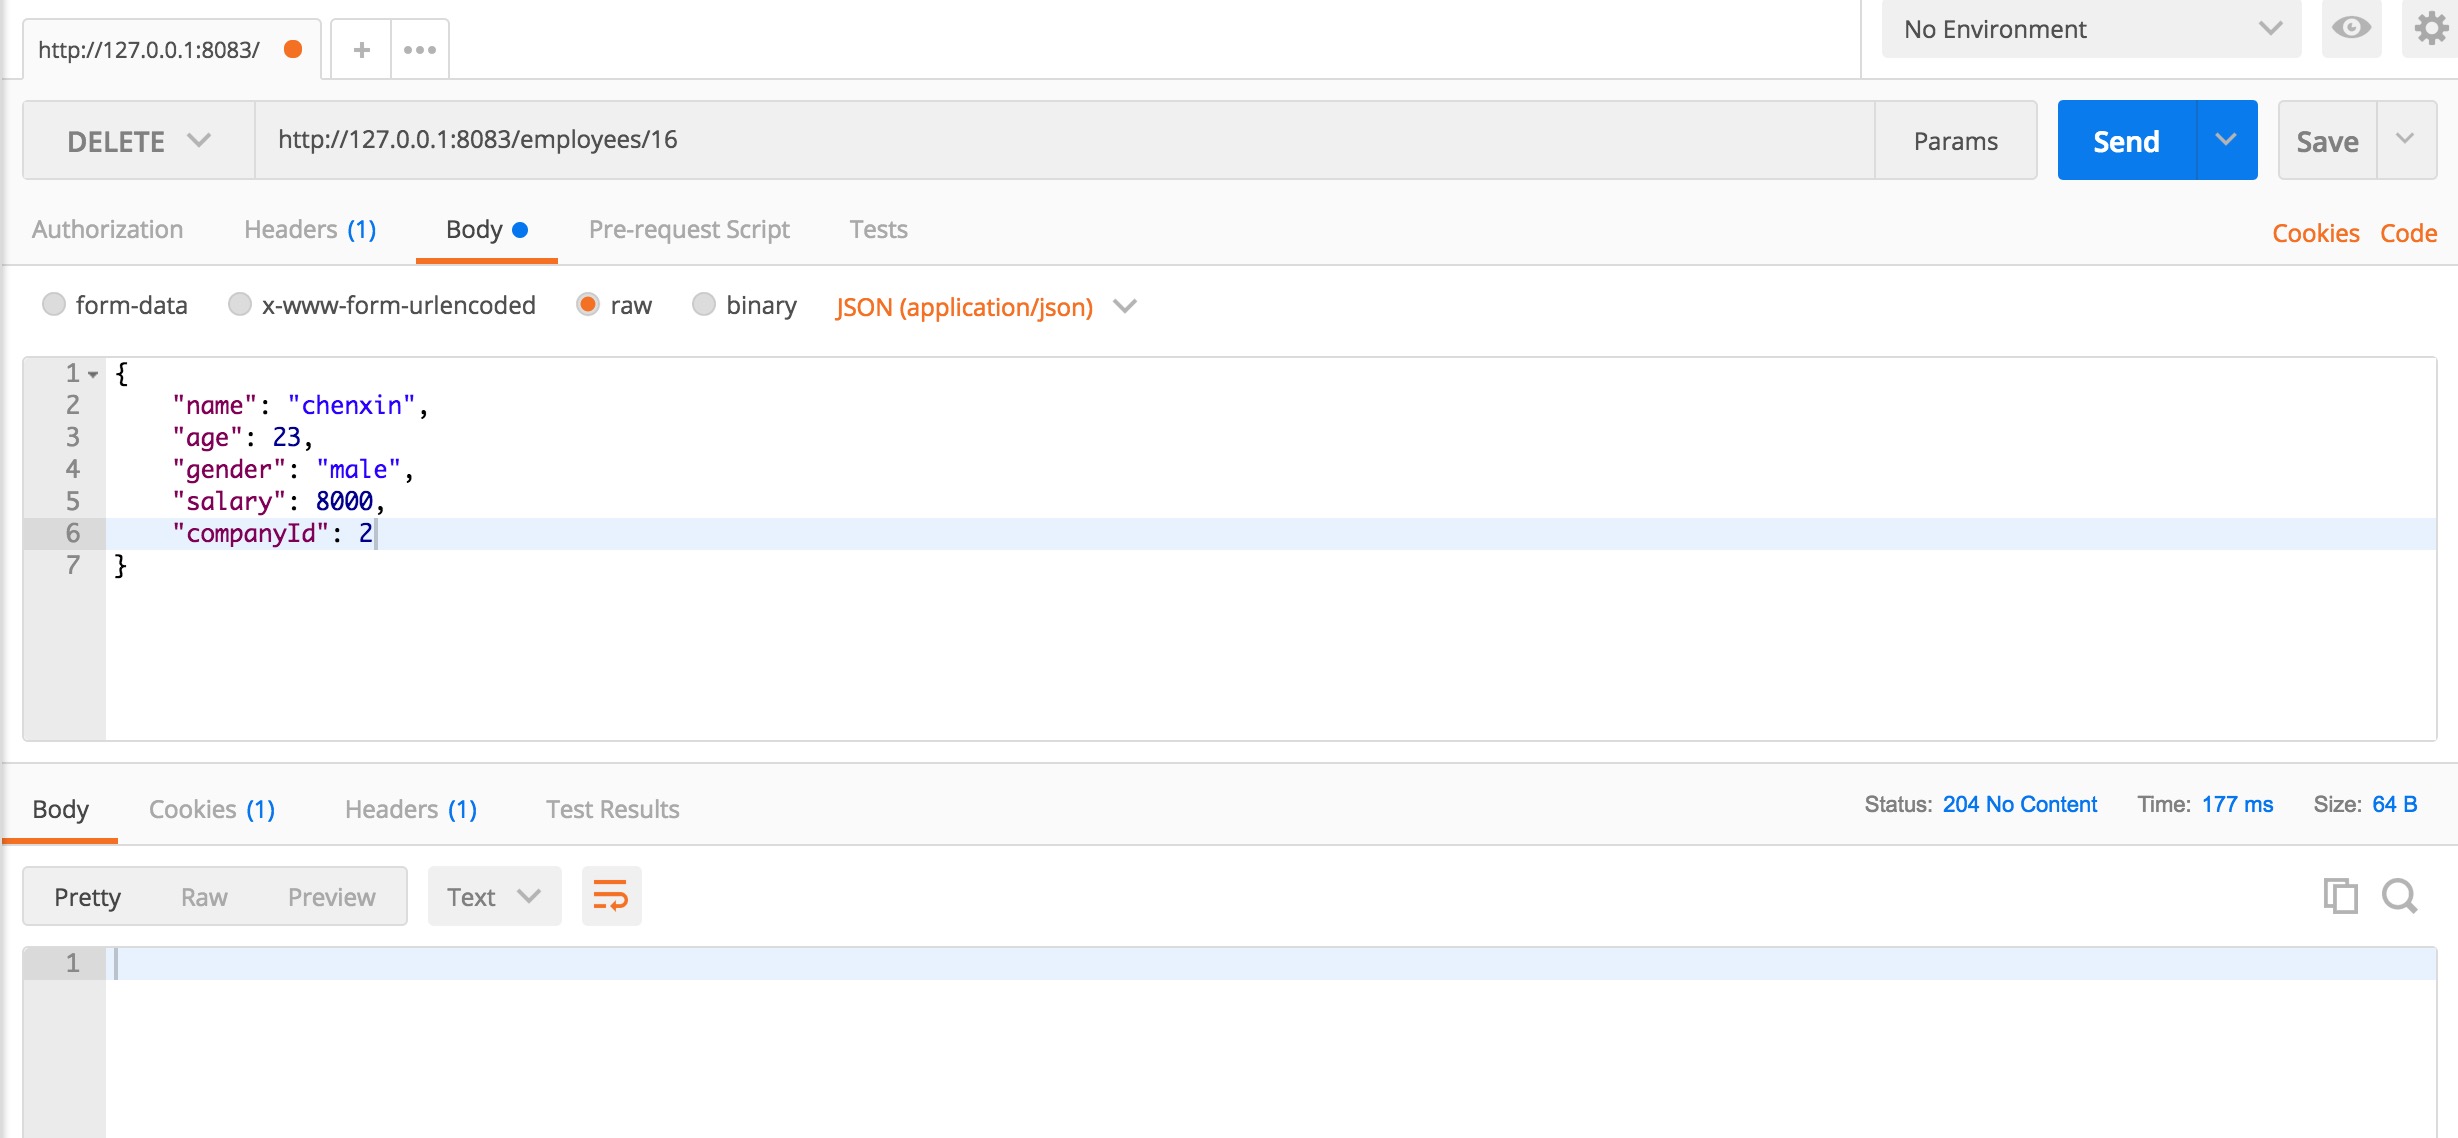 http://127.0.0.1:8083/
No Environment
DELETE http://127.0.0.1:8083/employees/16 Params Send Save
Authorization Headers (1) Body Pre-request Script Tests Cookies Code
form-data x-www-form-urlencoded raw binary JSON (application/json)
1 {
2 "name": "chenxin",
3 "age": 23,
4 "gender": "male",
5 "salary": 8000,
6 "companyId": 2
7 }
Body Cookies (1) Headers (1) Test Results Status: 204 No Content Time: 177 ms Size: 64 B
Pretty Raw Preview Text
1